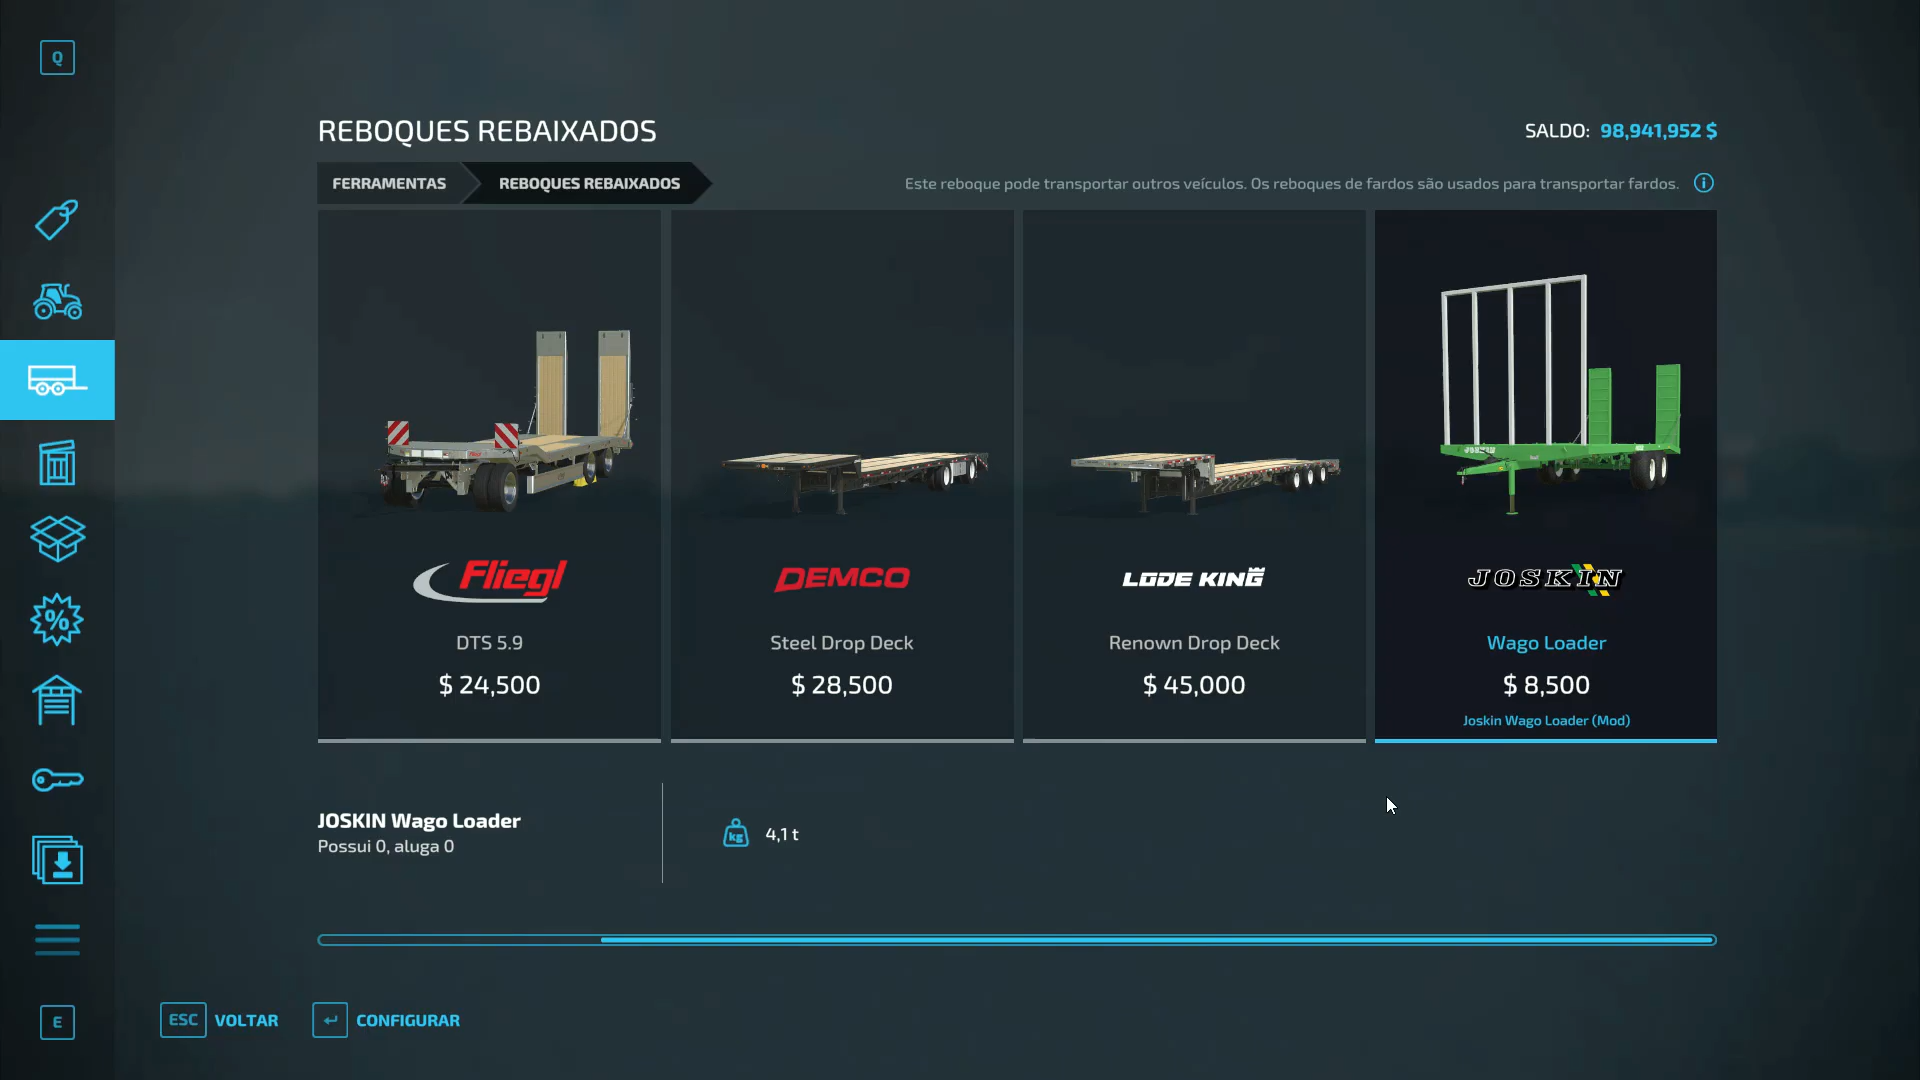 Q
REBOQUES REBAIXADOS
SALDO: 98,941,952 $
FERRAMENTAS
REBOQUES REBAIXADOS
Este reboque pode transportar outros veículos. Os reboques de fardos são usados para transportar fardos.
Fliegl
DTS 5.9
$ 24,500
DEMCO
Steel Drop Deck
$ 28,500
LODE KING
Renown Drop Deck
$ 45,000
JOSKIN
JOSKIN
Wago Loader
$ 8,500
Joskin Wago Loader (Mod)
%
JOSKIN Wago Loader
Possui 0, aluga 0
kg
4,1 t
E
ESC VOLTAR
CONFIGURAR